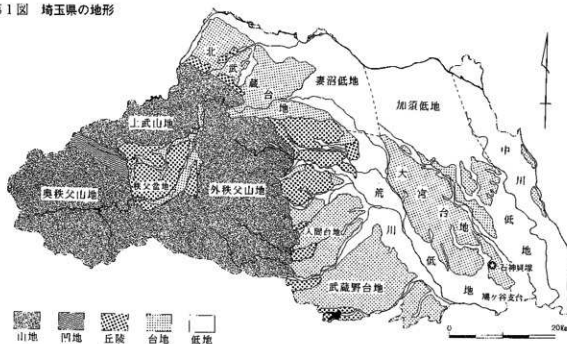 第1図 埼玉県の地形
北武蔵台地
妻沼低地
加須低地
中川低地
上武山地
奥秩父山地
秩父盆地
外秩父山地
大宮台地
荒川低地
入間台地
武蔵野台地
石神貝塚
鳩ヶ谷支台
山地
凹地
丘陵
台地
低地
0
20Km